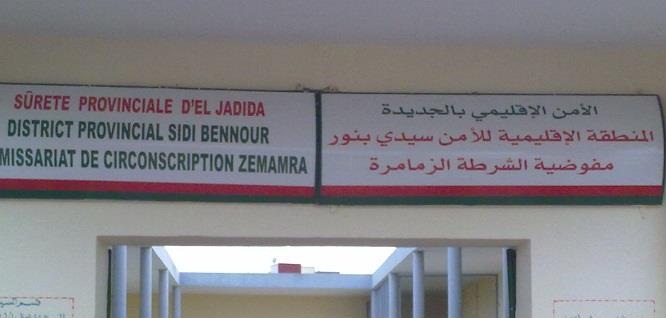 SÛRETE PROVINCIALE D'EL JADIDA
DISTRICT PROVINCIAL SIDI BENNOUR
MISSARIAT DE CIRCONSCRIPTION ZEMAMRA
الأمن الإقليمي بالجديدة
المنطقة الإقليمية للأمن سيدي بنور
مفوضية الشرطة الزمامرة